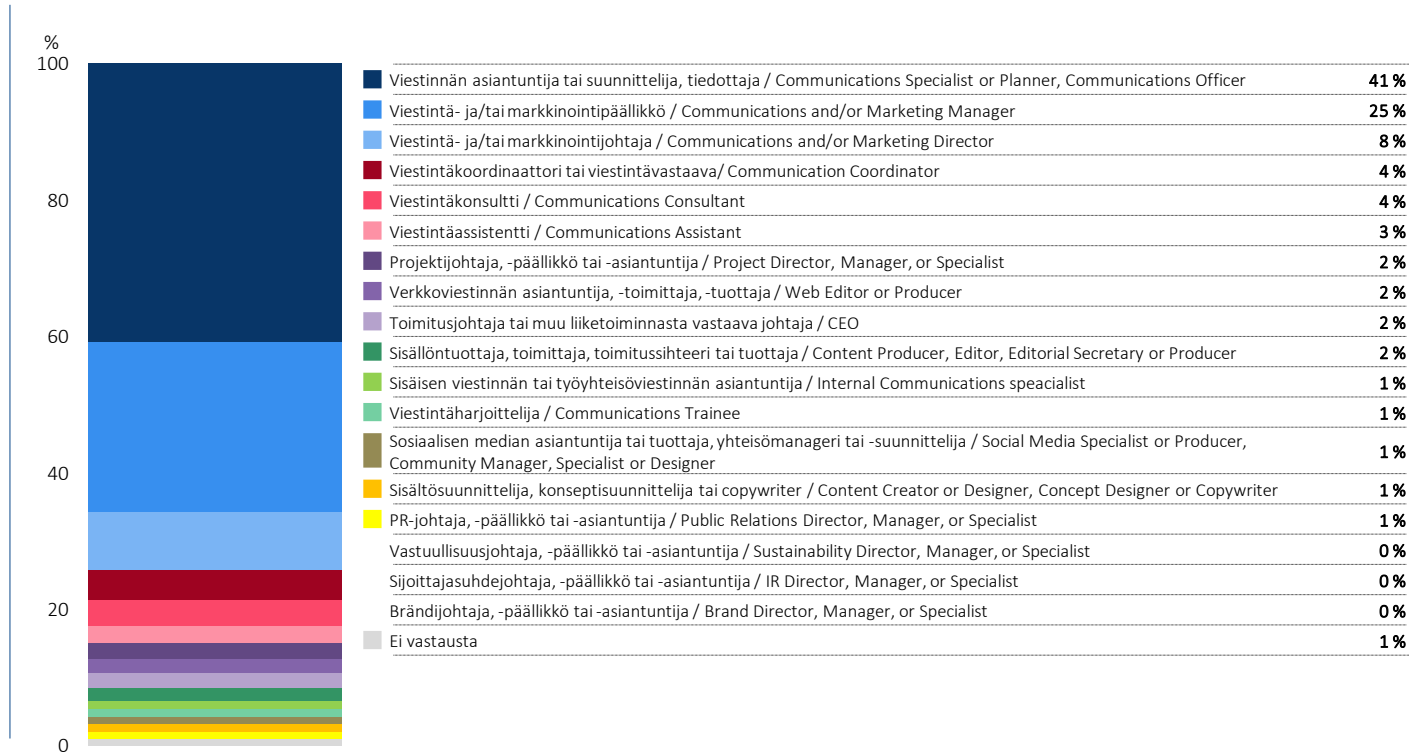 %
100
80
60
40
20
0
Viestinnän asiantuntija tai suunnittelija, tiedottaja / Communications Specialist or Planner, Communications Officer 41 %
Viestintä- ja/tai markkinointipäällikkö / Communications and/or Marketing Manager 25 %
Viestintä- ja/tai markkinointijohtaja / Communications and/or Marketing Director 8 %
Viestintäkoordinaattori tai viestintävastaava/ Communication Coordinator 4 %
Viestintäkonsultti / Communications Consultant 4 %
Viestintäassistentti / Communications Assistant 3 %
Projektijohtaja, -päällikkö tai -asiantuntija / Project Director, Manager, or Specialist 2 %
Verkkoviestinnän asiantuntija, -toimittaja, -tuottaja / Web Editor or Producer 2 %
Toimitusjohtaja tai muu liiketoiminnasta vastaava johtaja / CEO 2 %
Sisällöntuottaja, toimittaja, toimitussihteeri tai tuottaja / Content Producer, Editor, Editorial Secretary or Producer 2 %
Sisäisen viestinnän tai työyhteisöviestinnän asiantuntija / Internal Communications speacialist 1 %
Viestintäharjoittelija / Communications Trainee 1 %
Sosiaalisen median asiantuntija tai tuottaja, yhteisömanageri tai -suunnittelija / Social Media Specialist or Producer,
Community Manager, Specialist or Designer 1 %
Sisältösuunnittelija, konseptisuunnittelija tai copywriter / Content Creator or Designer, Concept Designer or Copywriter 1 %
PR-johtaja, -päällikkö tai -asiantuntija / Public Relations Director, Manager, or Specialist 1 %
Vastuullisuusjohtaja, -päällikkö tai -asiantuntija / Sustainability Director, Manager, or Specialist 0 %
Sijoittajasuhdejohtaja, -päällikkö tai -asiantuntija / IR Director, Manager, or Specialist 0 %
Brändijohtaja, -päällikkö tai -asiantuntija / Brand Director, Manager, or Specialist 0 %
Ei vastausta 1 %